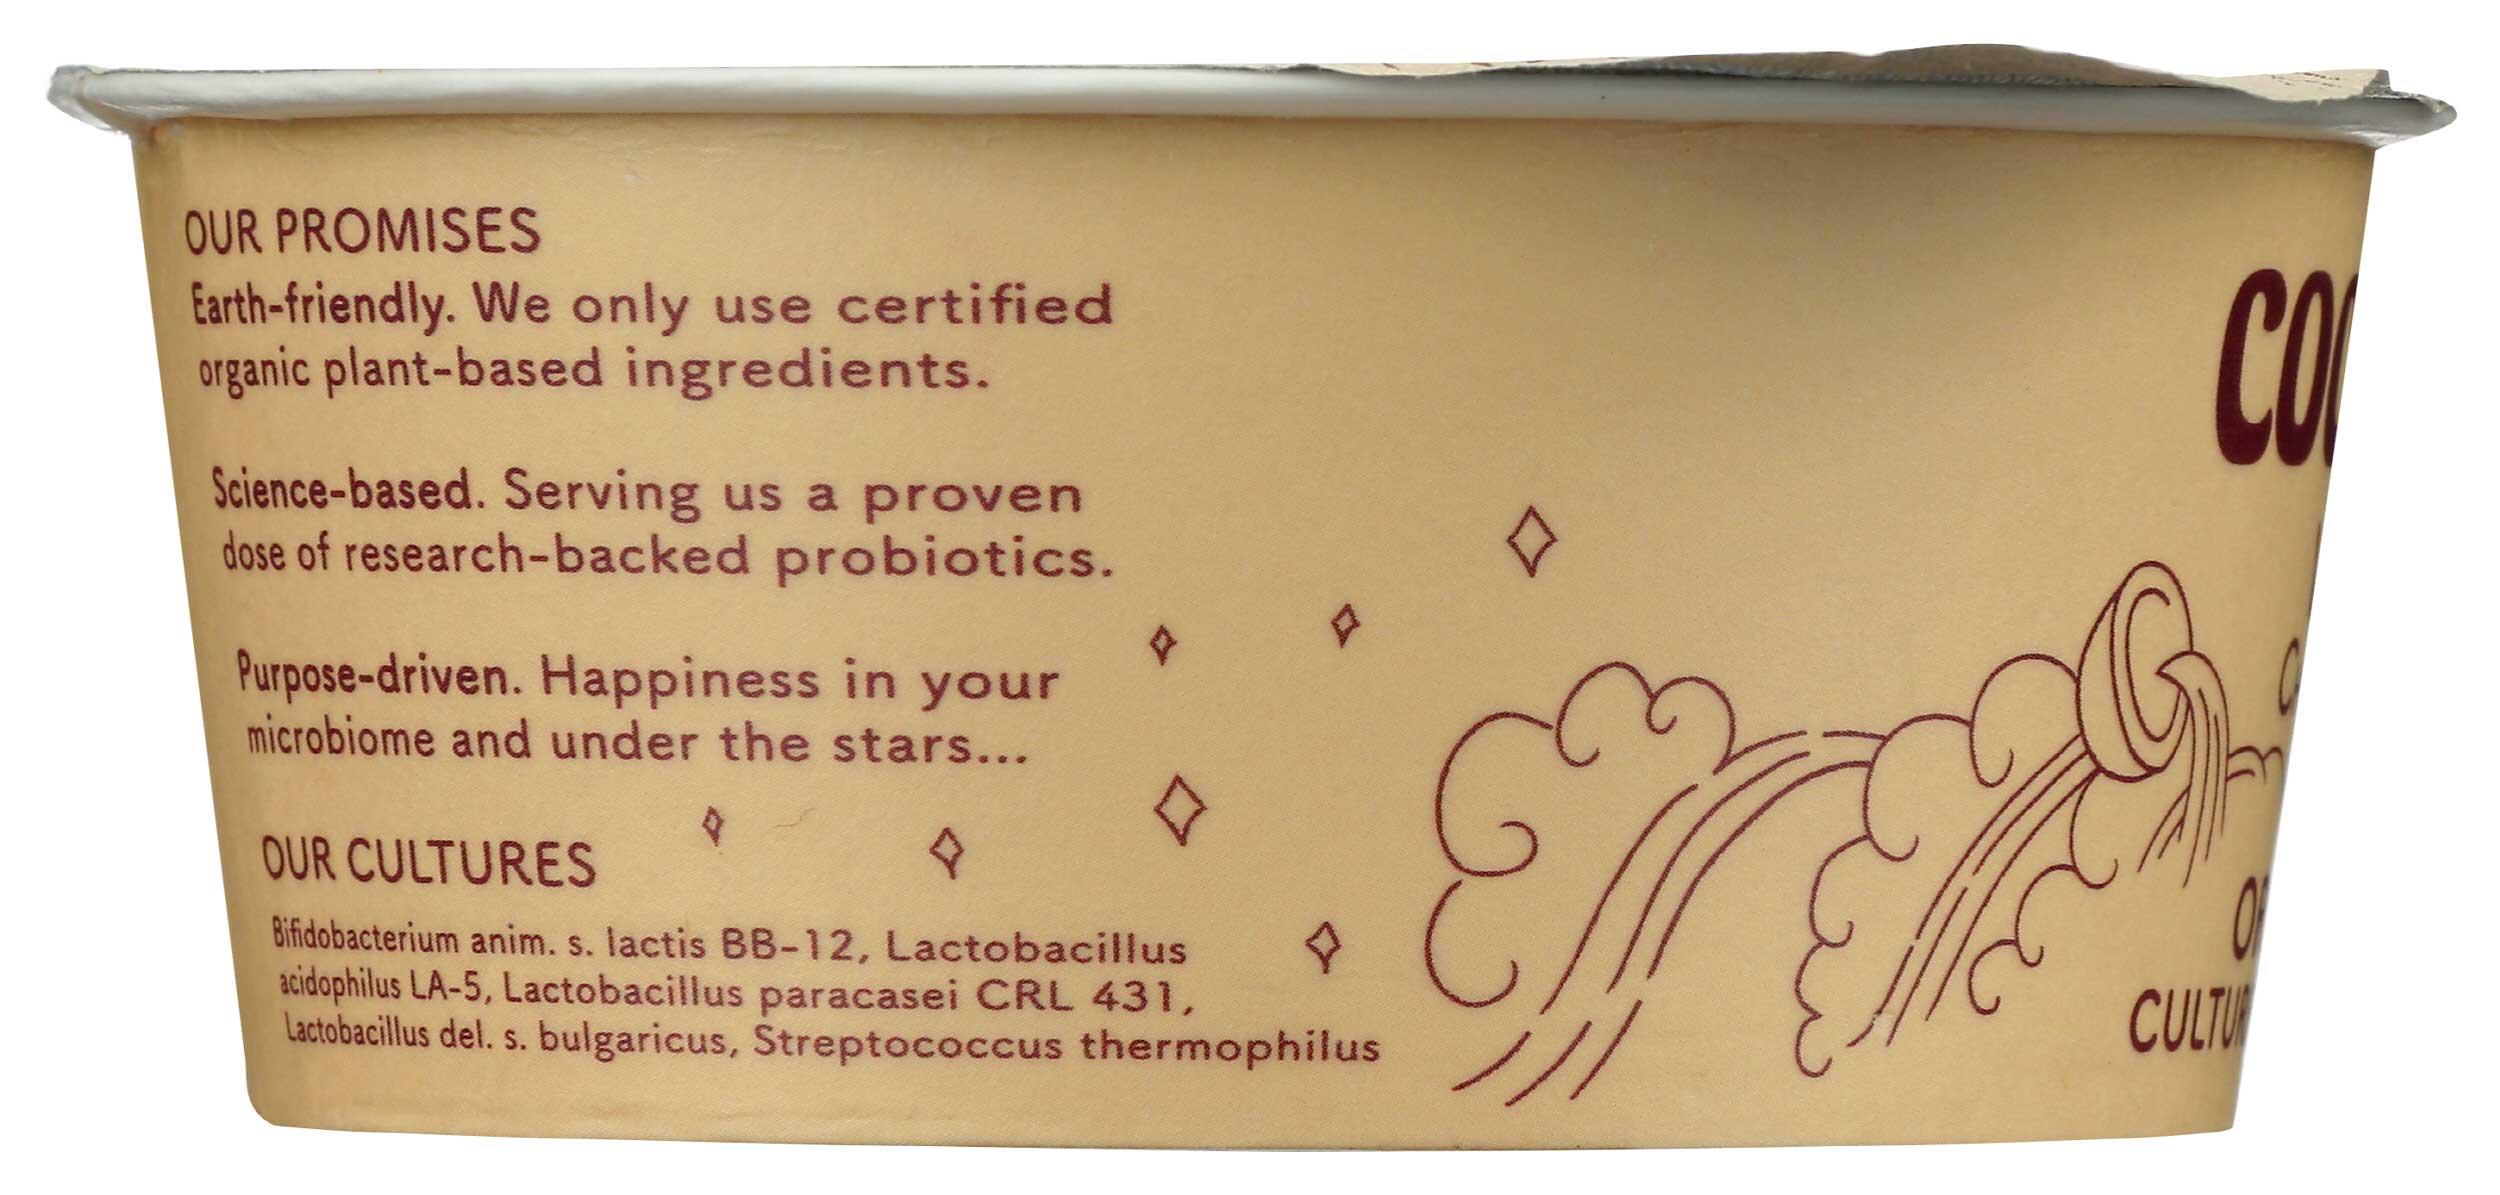 OUR PROMISES
Earth-friendly. We only use certified
organic plant-based ingredients.
Science-based. Serving us a proven
dose of research-backed probiotics.
Purpose-driven. Happiness in your
microbiome and under the stars...
OUR CULTURES
Bifidobacterium anim. s. lactis BB-12, Lactobacillus
acidophilus LA-5, Lactobacillus paracasei CRL 431,
Lactobacillus del. s. bulgaricus, Streptococcus thermophilus